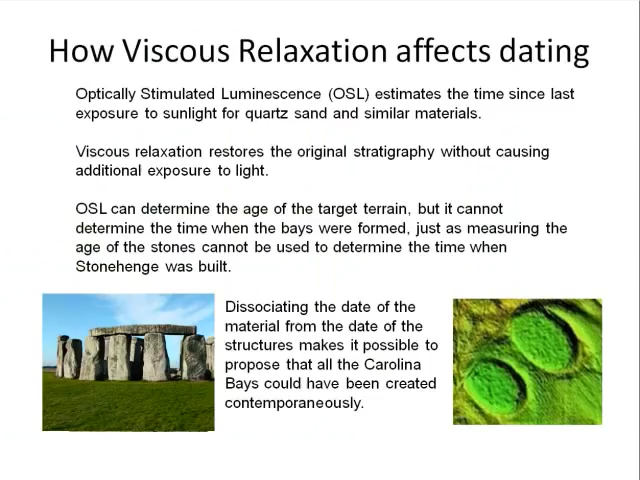 How Viscous Relaxation affects dating
Optically Stimulated Luminescence (OSL) estimates the time since last
exposure to sunlight for quartz sand and similar materials.
Viscous relaxation restores the original stratigraphy without causing
additional exposure to light.
OSL can determine the age of the target terrain, but it cannot
determine the time when the bays were formed, just as measuring the
age of the stones cannot be used to determine the time when
Stonehenge was built.
Dissociating the date of the
material from the date of the
structures makes it possible to
propose that all the Carolina
Bays could have been created
contemporaneously.